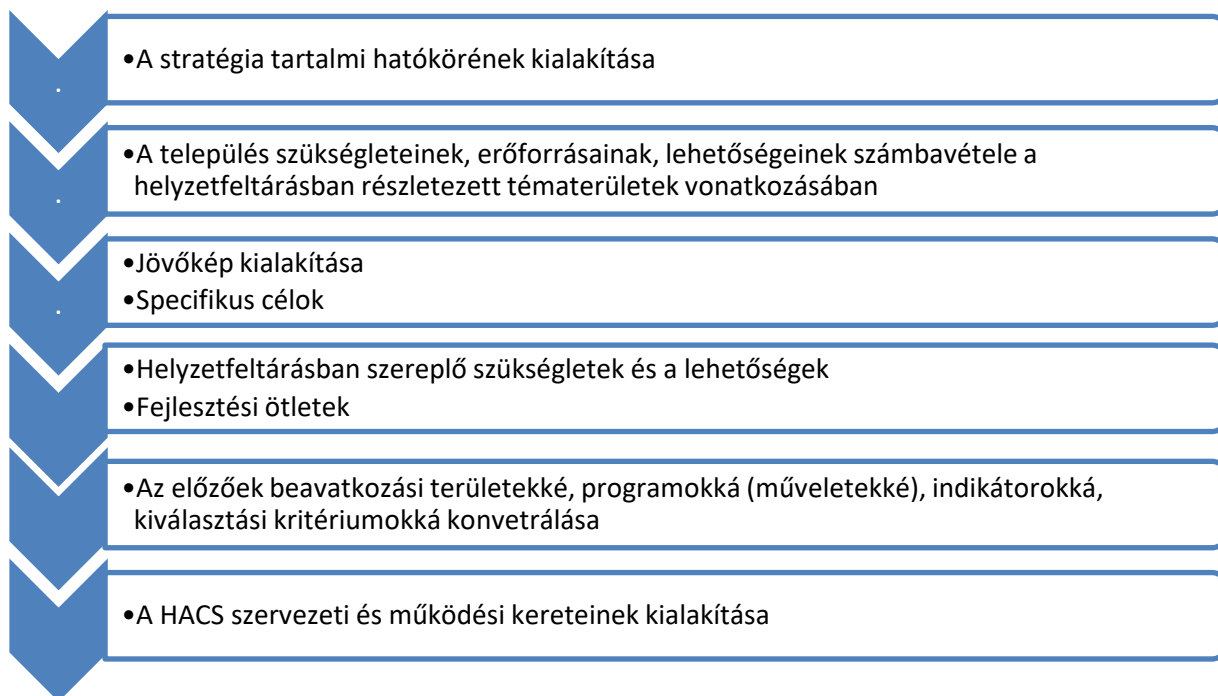 •A stratégia tartalmi hatókörének kialakítása
.
•A település szükségleteinek, erőforrásainak, lehetőségeinek számbavétele a
helyzetfeltárásban részletezett tématerületek vonatkozásában
.
•Jövőkép kialakítása
•Specifikus célok
.
•Helyzetfeltárásban szereplő szükségletek és a lehetőségek
•Fejlesztési ötletek
•Az előzőek beavatkozási területekké, programokká (műveletekké), indikátorokká,
kiválasztási kritériumokká konvetrálása
•A HACS szervezeti és működési kereteinek kialakítása